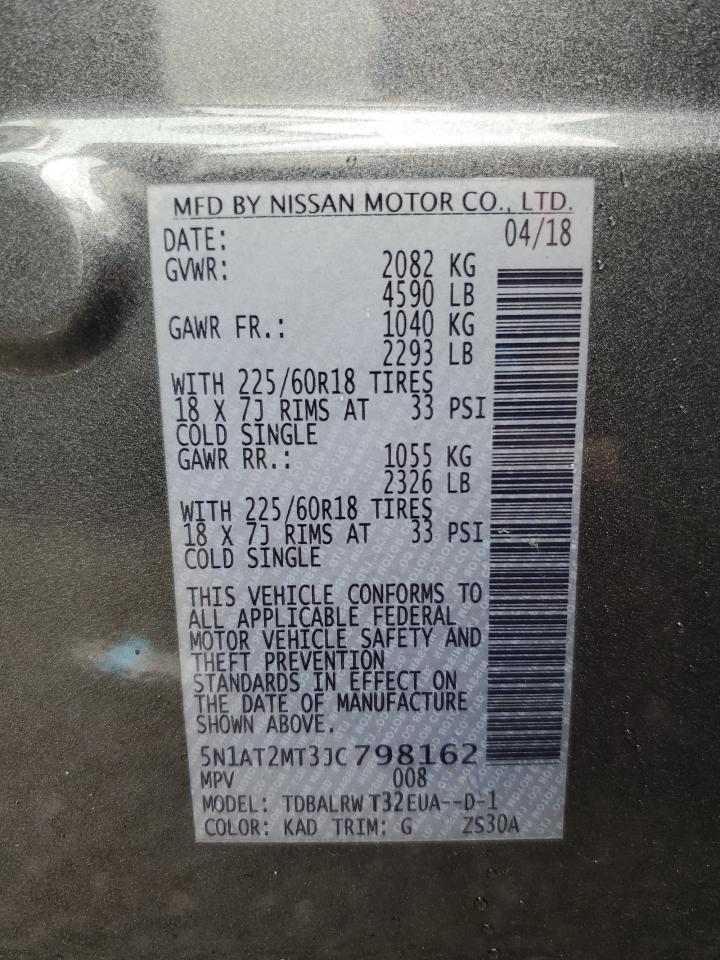 MFD BY NISSAN MOTOR CO., LTD.
DATE: 04/18
GVWR: 2082 KG
4590 LB
GAWR FR.: 1040 KG
2293 LB
WITH 225/60R18 TIRES
18 X 7J RIMS AT 33 PSI
COLD SINGLE
GAWR RR.: 1055 KG
2326 LB
WITH 225/60R18 TIRES
18 X 7J RIMS AT 33 PSI
COLD SINGLE
THIS VEHICLE CONFORMS TO
ALL APPLICABLE FEDERAL
MOTOR VEHICLE SAFETY AND
THEFT PREVENTION
STANDARDS IN EFFECT ON
THE DATE OF MANUFACTURE
SHOWN ABOVE.
5N1AT2MT3JC798162
MPV 008
MODEL: TDBALRW T32EUA--D-1
COLOR: KAD TRIM: G ZS30A